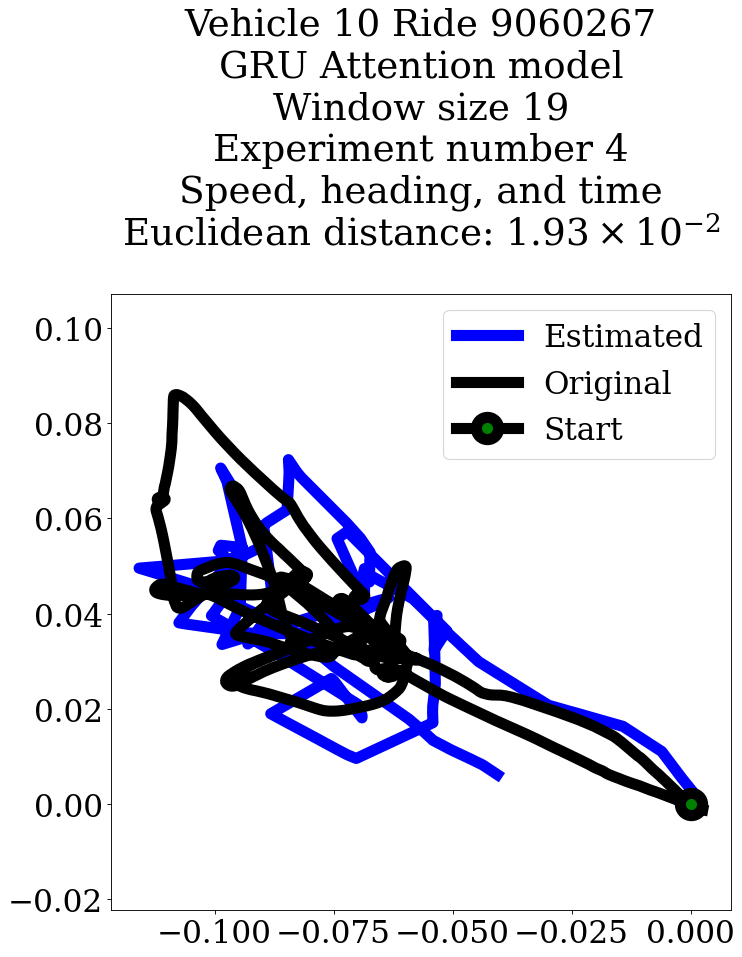 Vehicle 10 Ride 9060267
GRU Attention model
Window size 19
Experiment number 4
Speed, heading, and time
Euclidean distance: 1.93 × 10⁻²
Estimated
Original
Start
0.10
0.08
0.06
0.04
0.02
0.00
−0.02
−0.100 −0.075 −0.050 −0.025 0.000